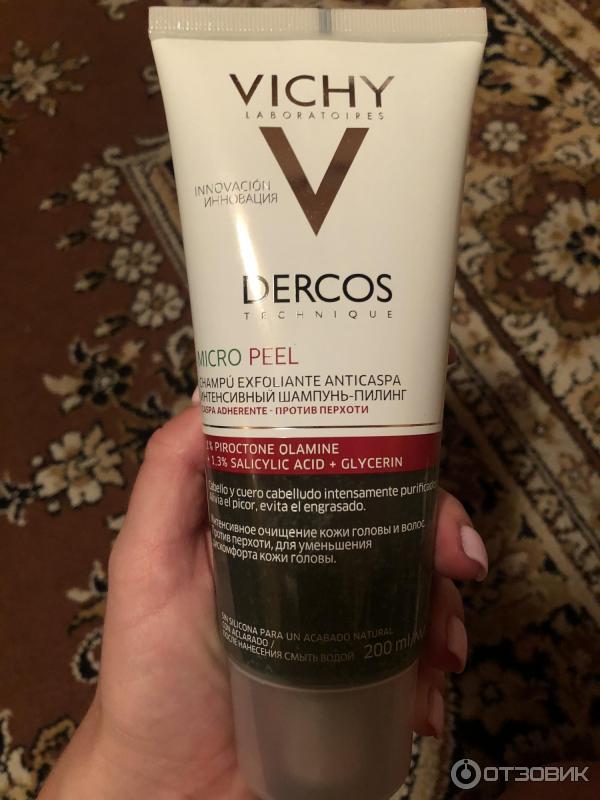 VICHY
LABORATOIRES
V
INNOVACIÓN
ИННОВАЦИЯ
DERCOS
TECHNIQUE
MICRO PEEL
CHAMPÚ EXFOLIANTE ANTICASPA
ИНТЕНСИВНЫЙ ШАМПУНЬ-ПИЛИНГ
CASPA ADHERENTE - ПРОТИВ ПЕРХОТИ
1% PIROCTONE OLAMINE
+ 1.3% SALICYLIC ACID + GLYCERIN
Cabello y cuero cabelludo intensamente purificado
Alivia el picor, evita el engrasado.
Интенсивное очищение кожи головы и волос
против перхоти, для уменьшения
дискомфорта кожи головы.
SIN SILICONA PARA UN ACABADO NATURAL
CON ACLARADO /
ПОСЛЕ НАНЕСЕНИЯ СМЫТЬ ВОДОЙ
200 ml/
ОТЗОВИК